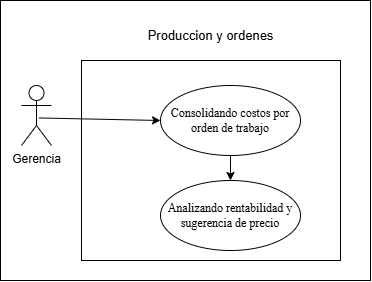 Produccion y ordenes
Consolidando costos por
orden de trabajo
Gerencia
Analizando rentabilidad y
sugerencia de precio